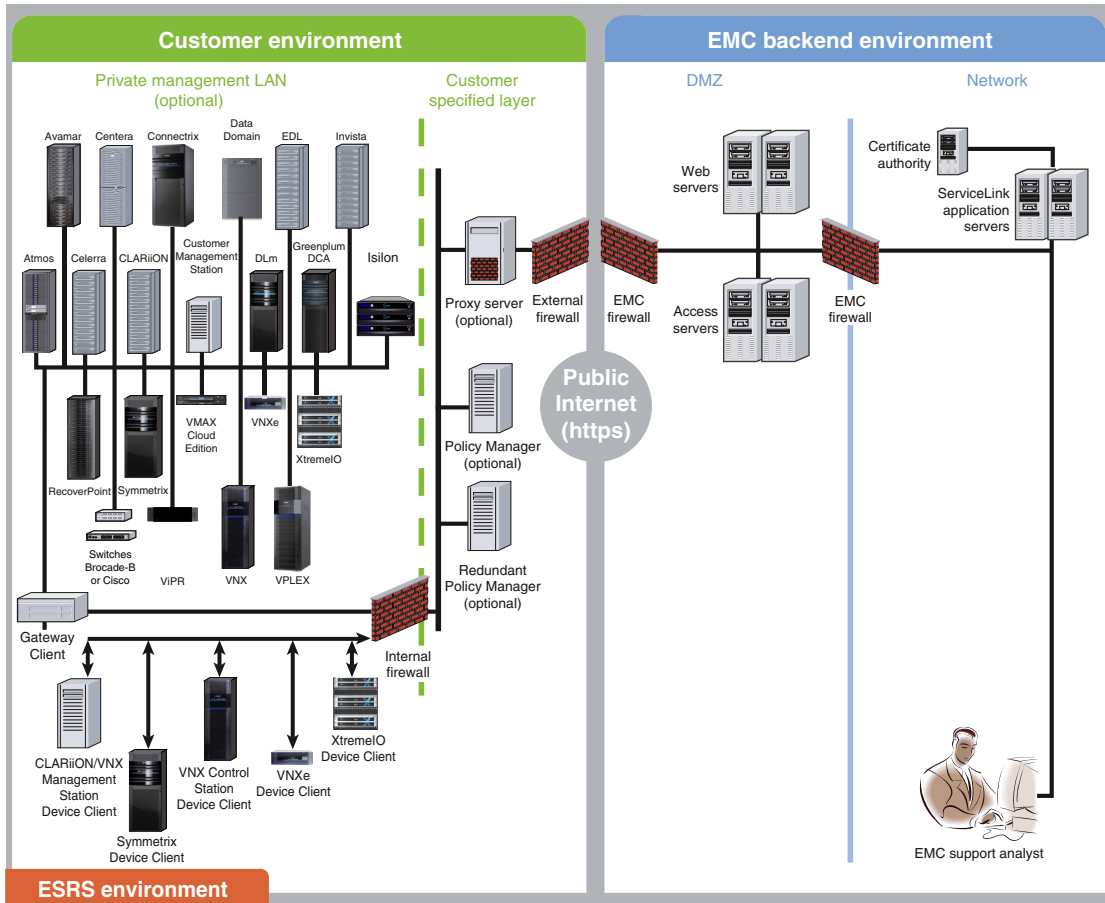 Customer environment
EMC backend environment
Private management LAN
(optional)
Customer
specified layer
DMZ
Network
Avamar
Centera
Connectrix
Data
Domain
EDL
Invista
Web
servers
Certificate
authority
ServiceLink
application
servers
Atmos
Celerra
CLARiiON
Customer
Management
Station
DLm
Greenplum
DCA
Isilon
Proxy server
(optional)
External
firewall
EMC
firewall
Access
servers
EMC
firewall
Public
Internet
(https)
RecoverPoint
Symmetrix
VMAX
Cloud
Edition
VNXe
XtremeIO
Policy Manager
(optional)
Switches
Brocade-B
or Cisco
ViPR
VNX
VPLEX
Redundant
Policy Manager
(optional)
Gateway
Client
Internal
firewall
CLARiiON/VNX
Management
Station
Device Client
Symmetrix
Device Client
VNX Control
Station
Device Client
VNXe
Device Client
XtremeIO
Device Client
EMC support analyst
ESRS environment